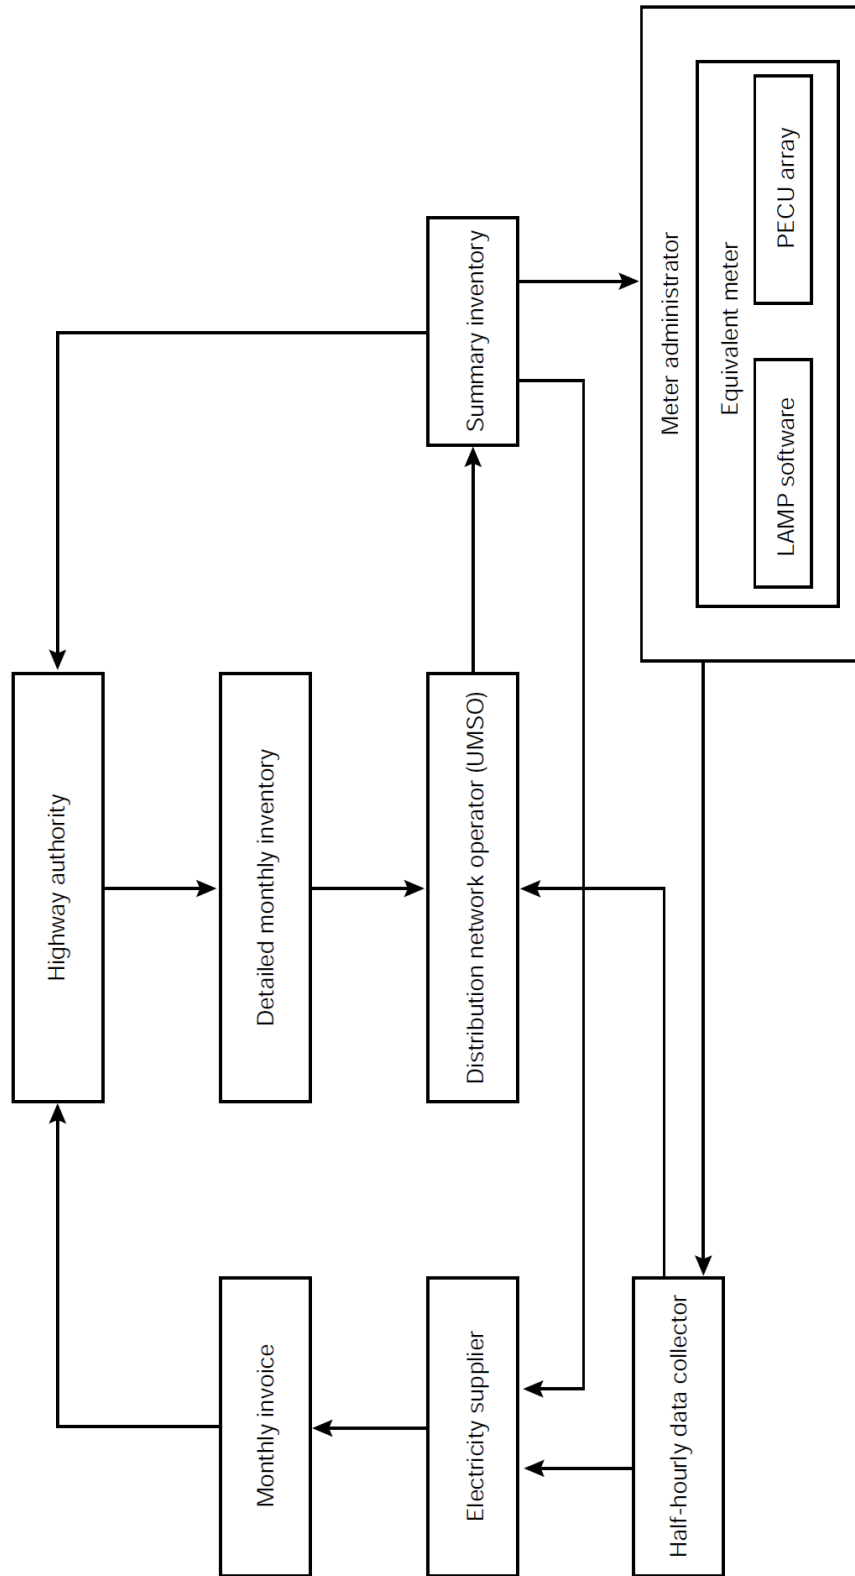 Highway authority
Monthly invoice
Detailed monthly inventory
Electricity supplier
Distribution network operator (UMSO)
Summary inventory
Half-hourly data collector
Meter administrator
Equivalent meter
LAMP software
PECU array